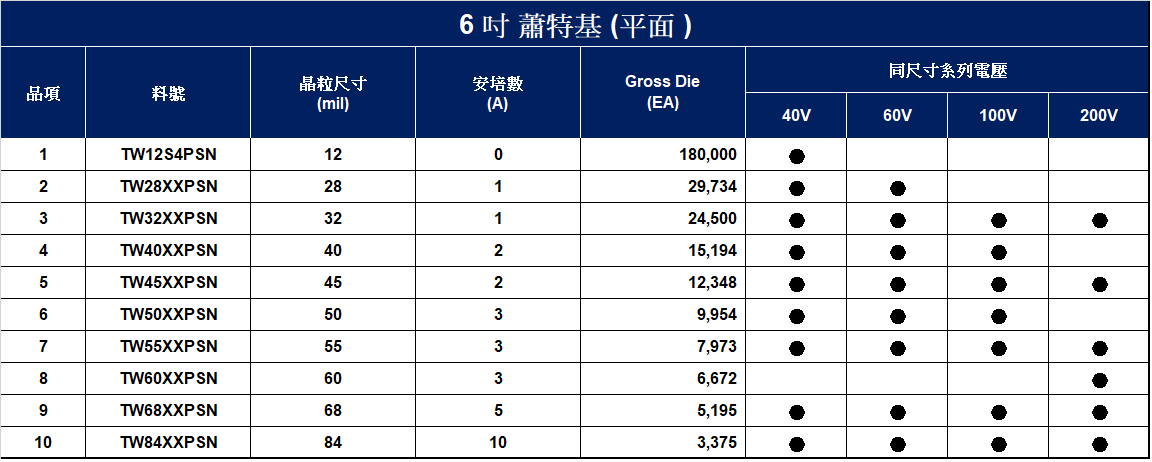 6 吋 蕭特基 (平面 )
品項 料號 晶粒尺寸 (mil) 安培數 (A) Gross Die (EA) 同尺寸系列電壓
40V 60V 100V 200V
1 TW12S4PSN 12 0 180,000 ●
2 TW28XXPSN 28 1 29,734 ● ●
3 TW32XXPSN 32 1 24,500 ● ● ● ●
4 TW40XXPSN 40 2 15,194 ● ● ●
5 TW45XXPSN 45 2 12,348 ● ● ● ●
6 TW50XXPSN 50 3 9,954 ● ● ●
7 TW55XXPSN 55 3 7,973 ● ● ● ●
8 TW60XXPSN 60 3 6,672 ●
9 TW68XXPSN 68 5 5,195 ● ● ● ●
10 TW84XXPSN 84 10 3,375 ● ● ● ●